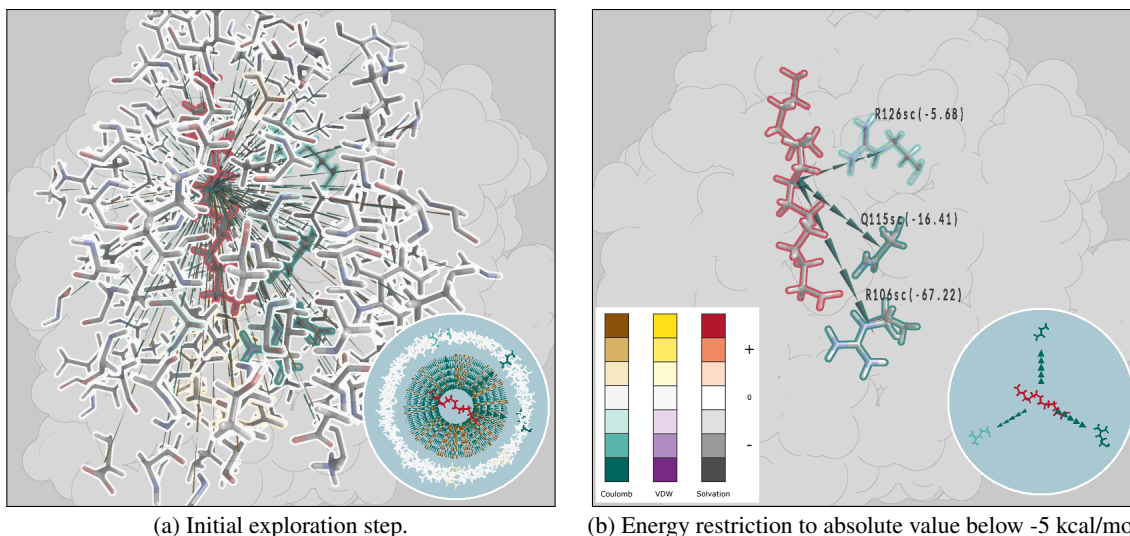 R126sc(-5.68)
Q115sc(-16.41)
R106sc(-67.22)
+
0
-
Coulomb VDW Solvation
(a) Initial exploration step.
(b) Energy restriction to absolute value below -5 kcal/mo